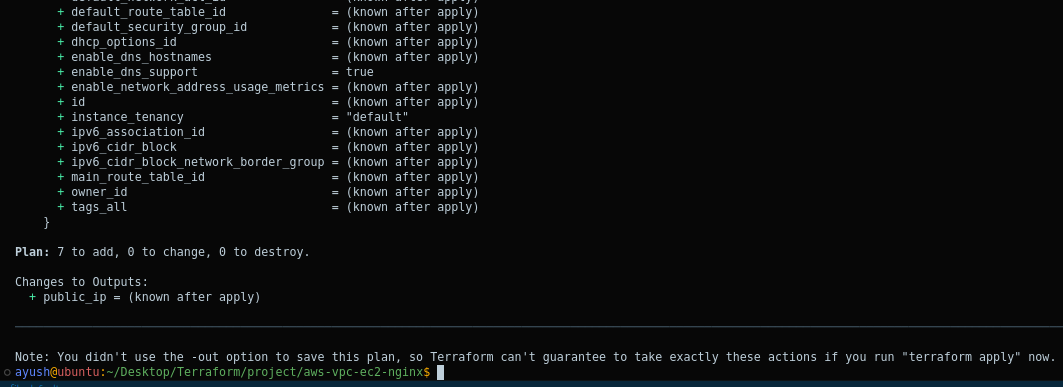 + default_route_table_id = (known after apply)
+ default_security_group_id = (known after apply)
+ dhcp_options_id = (known after apply)
+ enable_dns_hostnames = (known after apply)
+ enable_dns_support = true
+ enable_network_address_usage_metrics = (known after apply)
+ id = (known after apply)
+ instance_tenancy = "default"
+ ipv6_association_id = (known after apply)
+ ipv6_cidr_block = (known after apply)
+ ipv6_cidr_block_network_border_group = (known after apply)
+ main_route_table_id = (known after apply)
+ owner_id = (known after apply)
+ tags_all = (known after apply)
}
Plan: 7 to add, 0 to change, 0 to destroy.
Changes to Outputs:
+ public_ip = (known after apply)
Note: You didn't use the -out option to save this plan, so Terraform can't guarantee to take exactly these actions if you run "terraform apply" now.
ayush@ubuntu:~/Desktop/Terraform/project/aws-vpc-ec2-nginx$